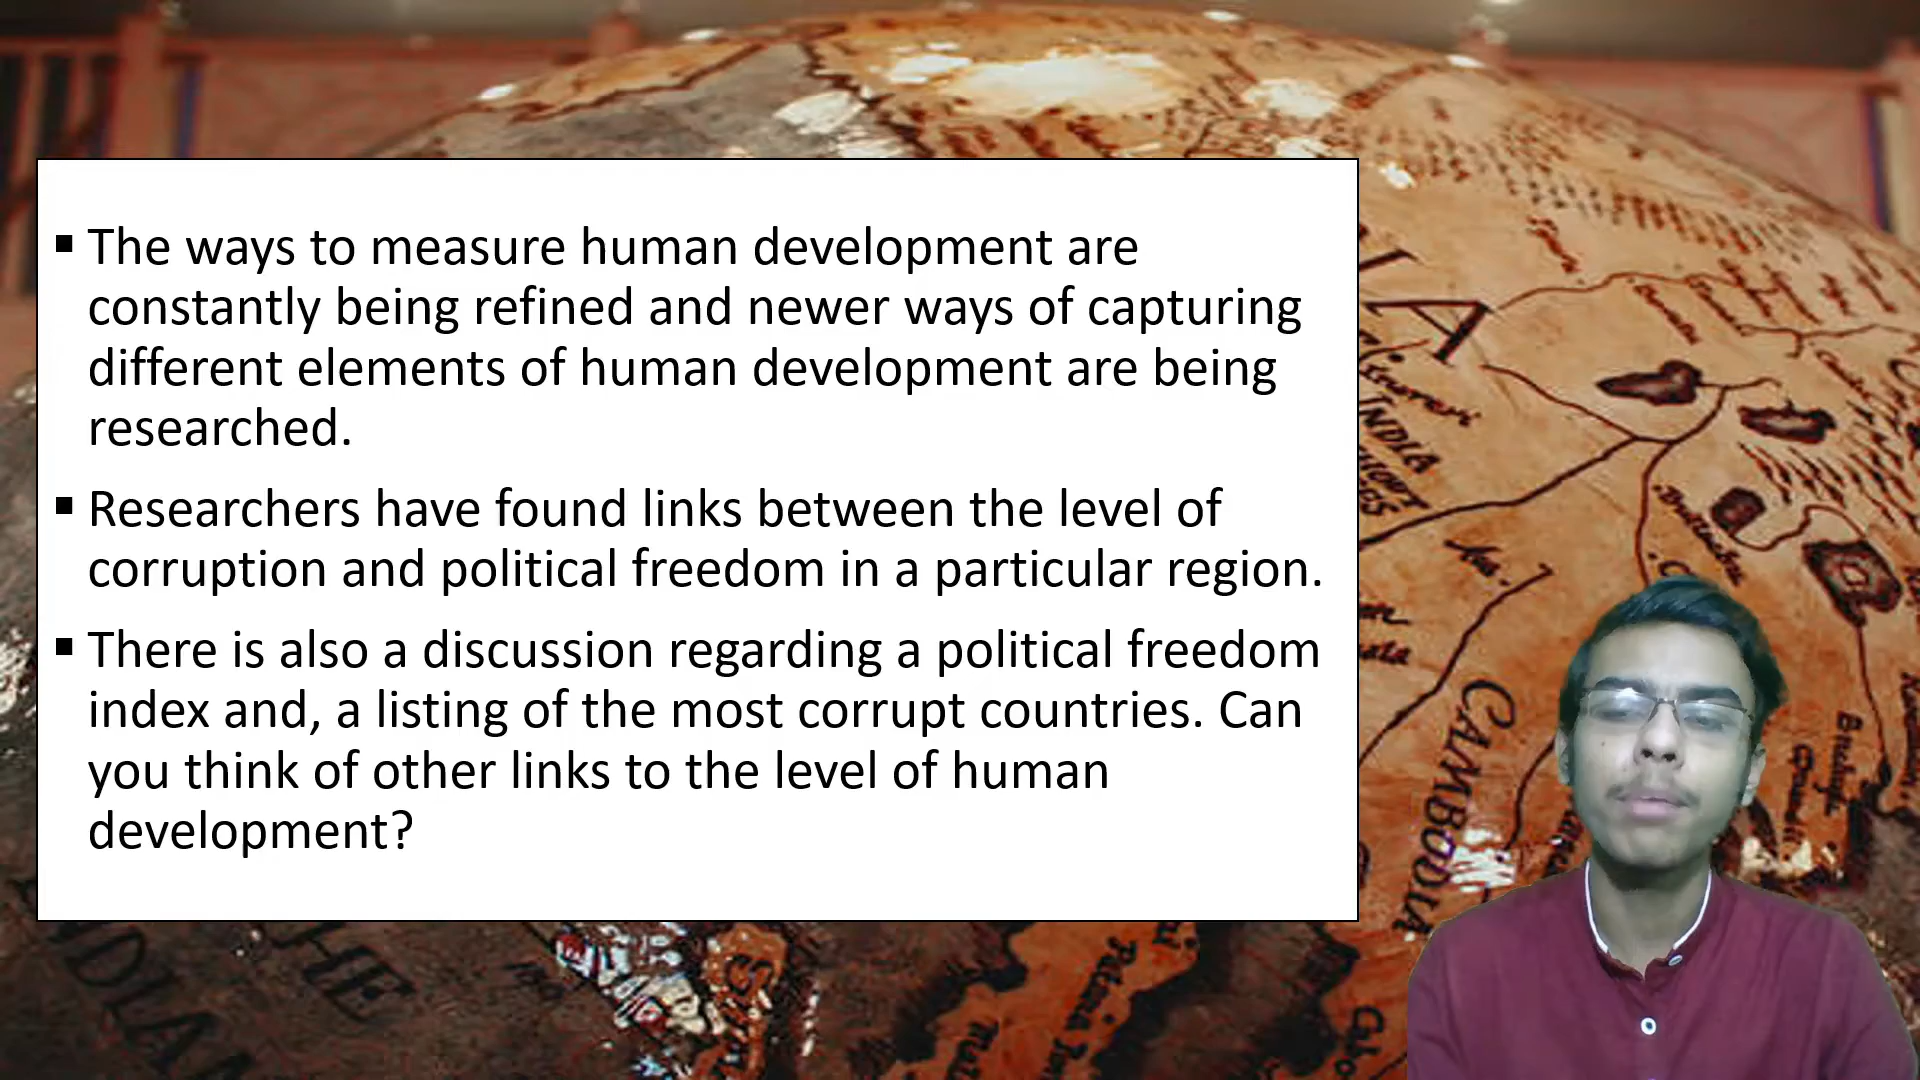 The ways to measure human development are
constantly being refined and newer ways of capturing
different elements of human development are being
researched.
Researchers have found links between the level of
corruption and political freedom in a particular region.
There is also a discussion regarding a political freedom
index and, a listing of the most corrupt countries. Can
you think of other links to the level of human
development?
INDIA
CAMBODIA